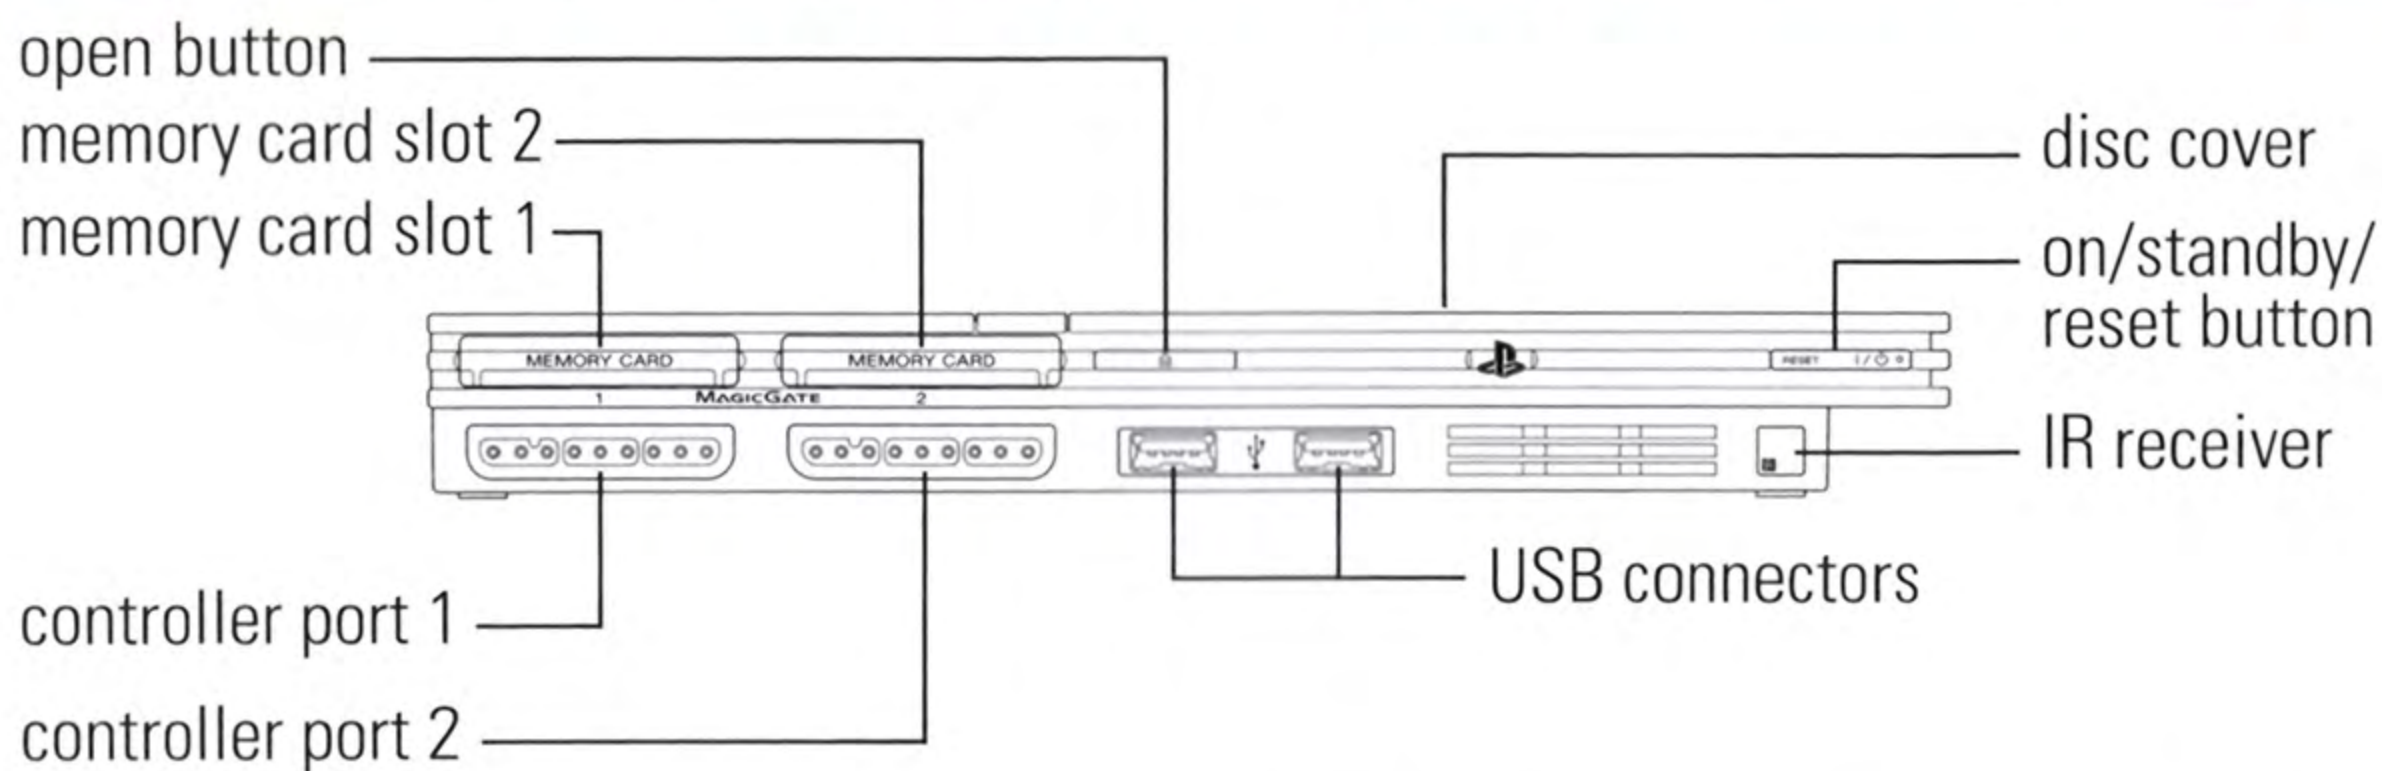 open button
memory card slot 2
memory card slot 1
disc cover
on/standby/
reset button
MEMORY CARD
MEMORY CARD
RESET
1
MAGICGATE
2
IR receiver
USB connectors
controller port 1
controller port 2